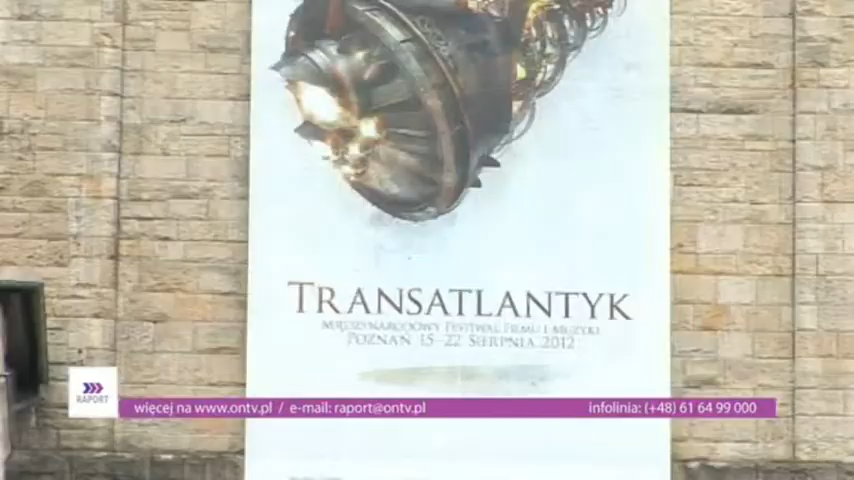 TRANSATLANTYK
MIĘDZYNARODOWY FESTIWAL FILMU I MUZYKI
POZNAŃ 15-22 SIERPNIA 2012
RAPORT
więcej na www.ontv.pl / e-mail: raport@ontv.pl
infolinia: (+48) 61 64 99 000